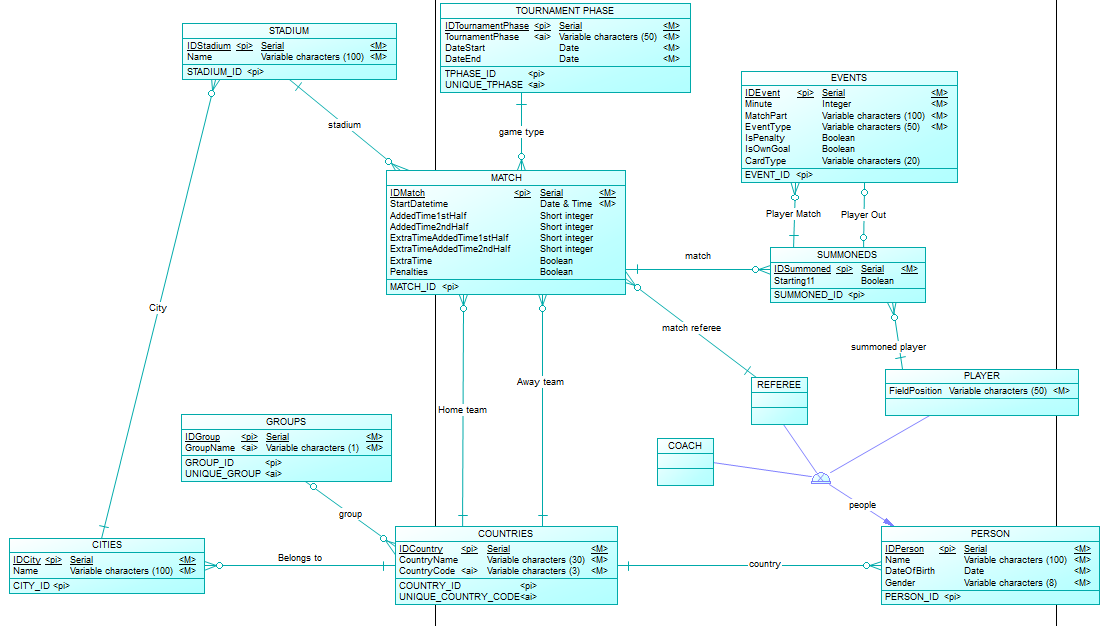 TOURNAMENT PHASE
IDTournamentPhase <pi> Serial <M>
TournamentPhase <ai> Variable characters (50) <M>
DateStart Date <M>
DateEnd Date <M>
TPHASE_ID <pi>
UNIQUE_TPHASE <ai>
STADIUM
IDStadium <pi> Serial <M>
Name Variable characters (100) <M>
STADIUM_ID <pi>
EVENTS
IDEvent <pi> Serial <M>
Minute Integer <M>
MatchPart Variable characters (100) <M>
EventType Variable characters (50) <M>
IsPenalty Boolean
IsOwnGoal Boolean
CardType Variable characters (20)
EVENT_ID <pi>
stadium
game type
MATCH
IDMatch <pi> Serial <M>
StartDatetime Date & Time <M>
AddedTime1stHalf Short integer
AddedTime2ndHalf Short integer
ExtraTimeAddedTime1stHalf Short integer
ExtraTimeAddedTime2ndHalf Short integer
ExtraTime Boolean
Penalties Boolean
MATCH_ID <pi>
Player Match
Player Out
match
SUMMONEDS
IDSummoned <pi> Serial <M>
Starting11 Boolean
SUMMONED_ID <pi>
City
match referee
summoned player
Away team
Home team
REFEREE
PLAYER
FieldPosition Variable characters (50) <M>
GROUPS
IDGroup <pi> Serial <M>
GroupName <ai> Variable characters (1) <M>
GROUP_ID <pi>
UNIQUE_GROUP <ai>
COACH
group
people
CITIES
IDCity <pi> Serial <M>
Name Variable characters (100) <M>
CITY_ID <pi>
Belongs to
COUNTRIES
IDCountry <pi> Serial <M>
CountryName Variable characters (30) <M>
CountryCode <ai> Variable characters (3) <M>
COUNTRY_ID <pi>
UNIQUE_COUNTRY_CODE<ai>
country
PERSON
IDPerson <pi> Serial <M>
Name Variable characters (100) <M>
DateOfBirth Date <M>
Gender Variable characters (8) <M>
PERSON_ID <pi>